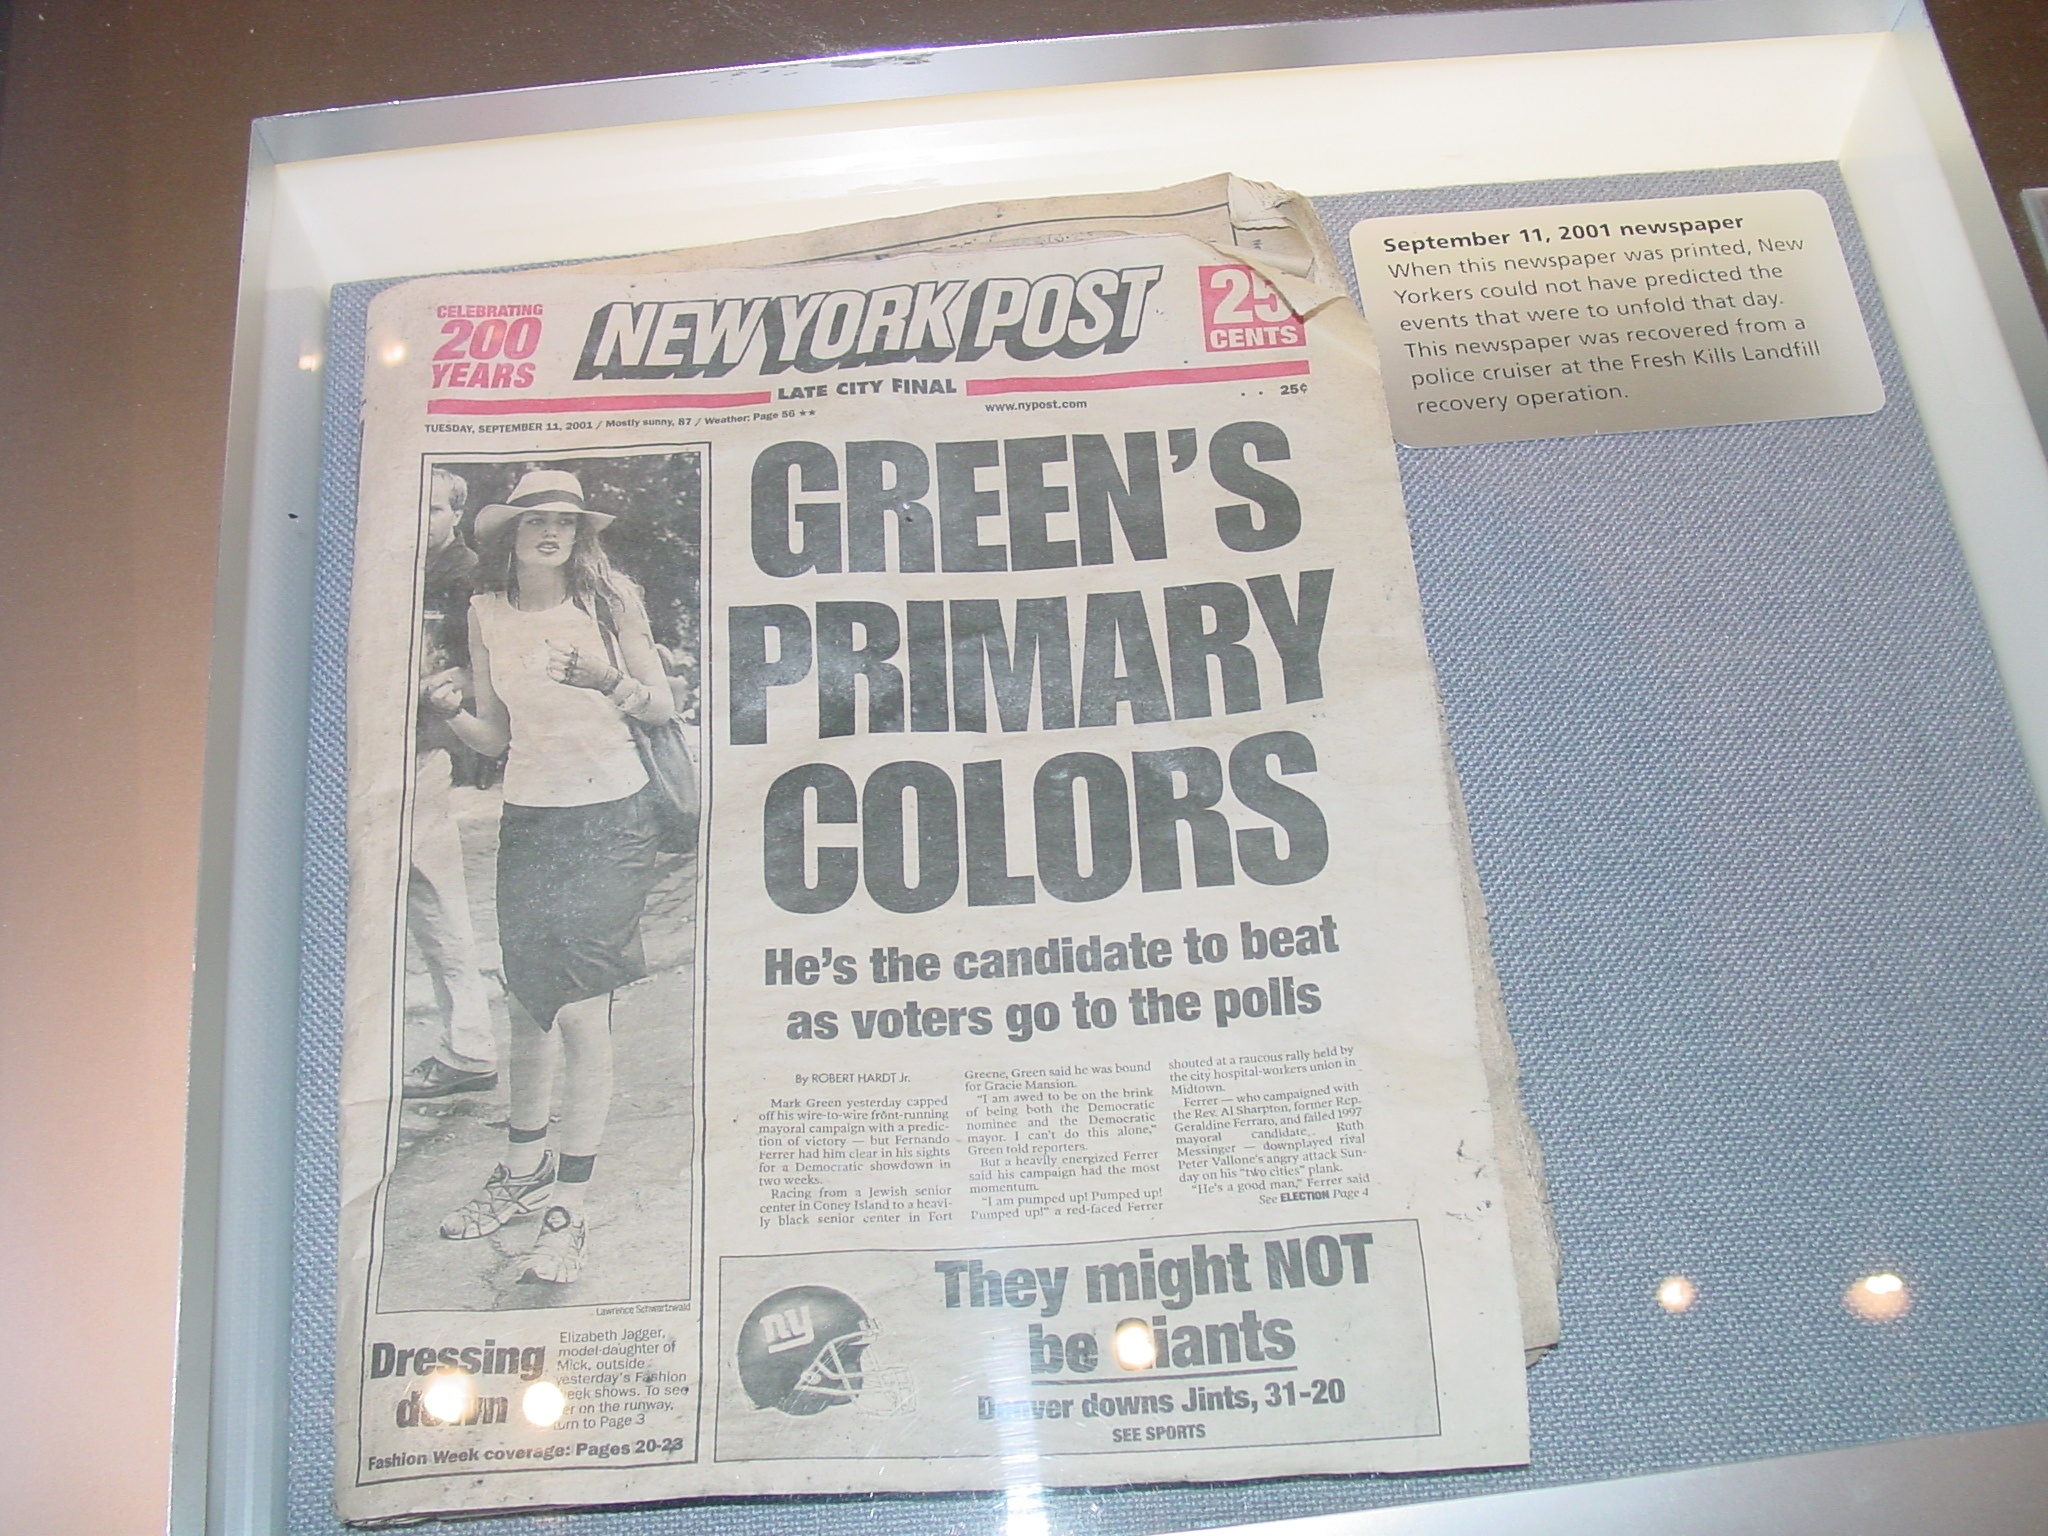 CELEBRATING
200
YEARS
NEW YORK POST
25
CENTS
LATE CITY FINAL
TUESDAY, SEPTEMBER 11, 2001 / Mostly sunny, 87 / Weather: Page 56 ★★
www.nypost.com
25¢
GREEN'S
PRIMARY
COLORS
He's the candidate to beat
as voters go to the polls
By ROBERT HARDT Jr.
Mark Green yesterday capped
off his wire-to-wire front-running
mayoral campaign with a predic-
tion of victory — but Fernando
Ferrer had him clear in his sights
for a Democratic showdown in
two weeks.
Racing from a Jewish senior
center in Coney Island to a heavi-
ly black senior center in Fort
Greene, Green said he was bound
for Gracie Mansion.
"I am awed to be on the brink
of being both the Democratic
nominee and the Democratic
mayor. I can't do this alone,"
Green told reporters.
But a heavily energized Ferrer
said his campaign had the most
momentum.
"I am pumped up! Pumped up!
Pumped up!" a red-faced Ferrer
shouted at a raucous rally held by
the city hospital-workers union in
Midtown.
Ferrer — who campaigned with
the Rev. Al Sharpton, former Rep.
Geraldine Ferraro, and failed 1997
mayoral candidate Ruth
Messinger — downplayed rival
Peter Vallone's angry attack Sun-
day on his "two cities" plank.
"He's a good man," Ferrer said
See ELECTION Page 4
Lawrence Schwartzwald
Dressing
down
Elizabeth Jagger,
model-daughter of
Mick, outside
yesterday's Fashion
Week shows. To see
her on the runway,
turn to Page 3
Fashion Week coverage: Pages 20-23
ny
They might NOT
be Giants
Denver downs Jints, 31-20
SEE SPORTS
September 11, 2001 newspaper
When this newspaper was printed, New
Yorkers could not have predicted the
events that were to unfold that day.
This newspaper was recovered from a
police cruiser at the Fresh Kills Landfill
recovery operation.